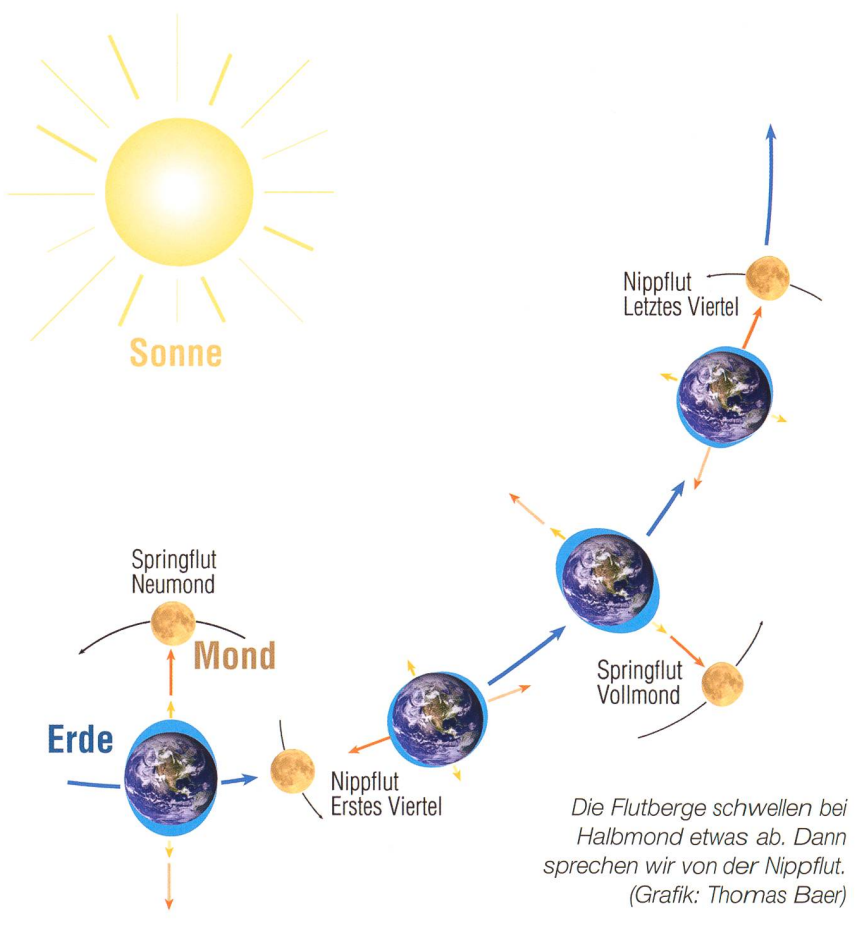 Sonne
Nippflut
Letztes Viertel
Springflut
Neumond
Mond
Erde
Nippflut
Erstes Viertel
Springflut
Vollmond
Die Flutberge schwellen bei
Halbmond etwas ab. Dann
sprechen wir von der Nippflut.
(Grafik: Thomas Baer)